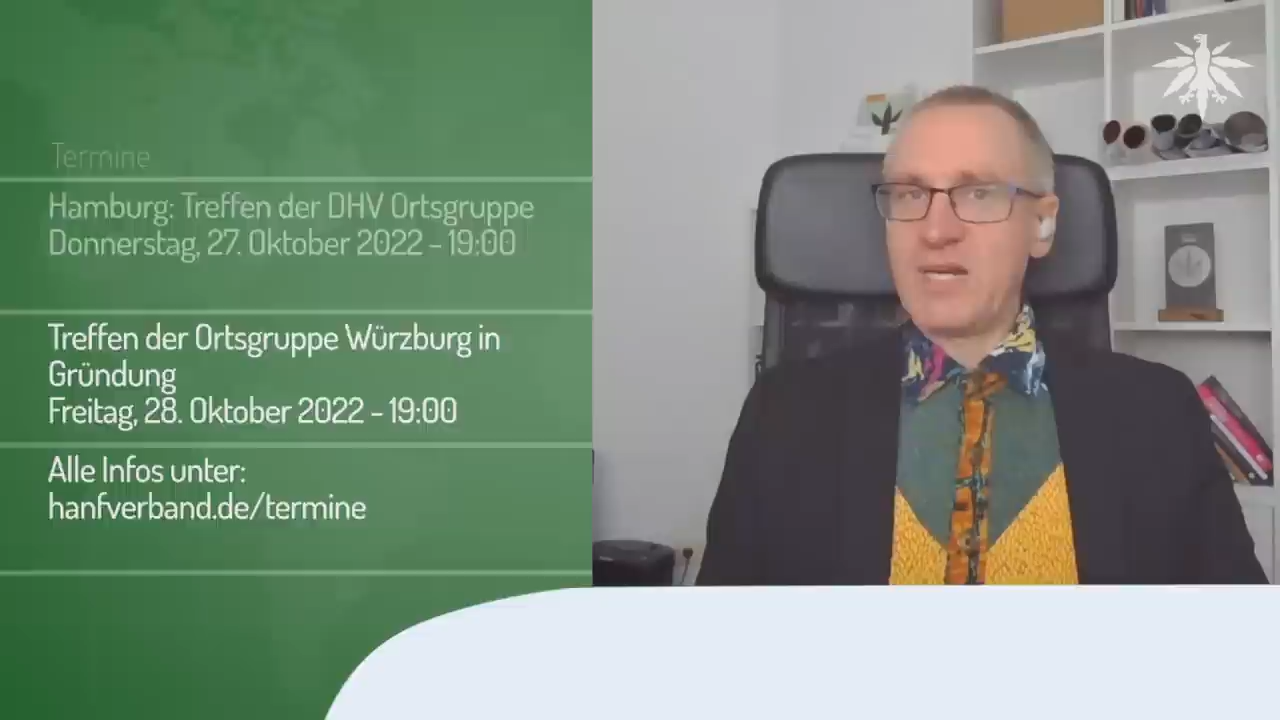 Termine
Hamburg: Treffen der DHV Ortsgruppe
Donnerstag, 27. Oktober 2022 – 19:00
Treffen der Ortsgruppe Würzburg in
Gründung
Freitag, 28. Oktober 2022 – 19:00
Alle Infos unter:
hanfverband.de/termine